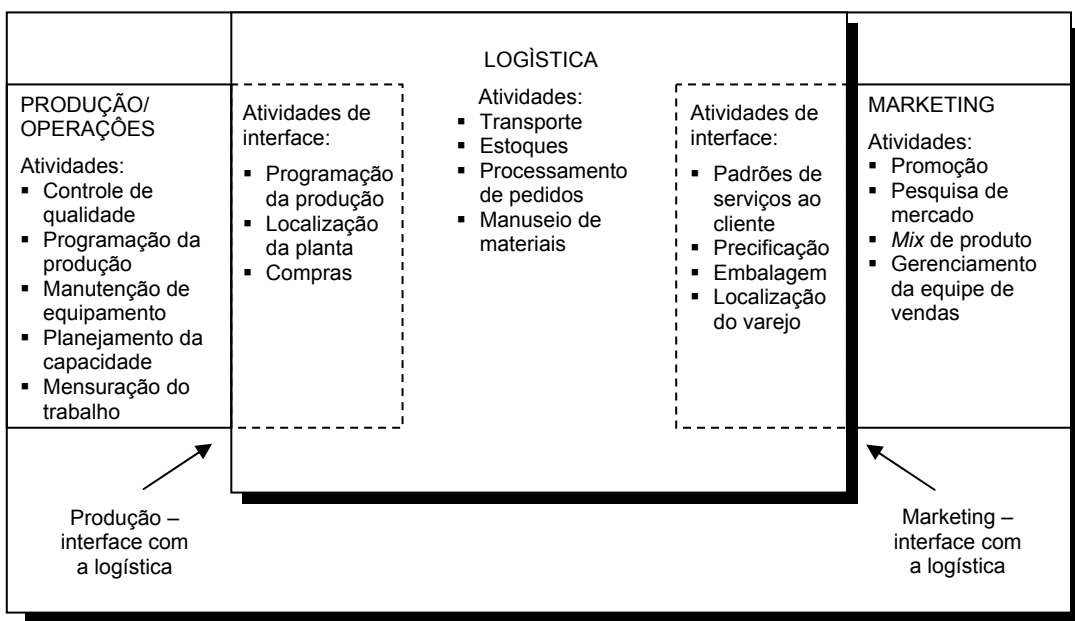 LOGÌSTICA
PRODUÇÃO/
OPERAÇÔES
Atividades:
▪ Controle de
qualidade
▪ Programação da
produção
▪ Manutenção de
equipamento
▪ Planejamento da
capacidade
▪ Mensuração do
trabalho
Atividades de
interface:
▪ Programação
da produção
▪ Localização
da planta
▪ Compras
Atividades:
▪ Transporte
▪ Estoques
▪ Processamento
de pedidos
▪ Manuseio de
materiais
Atividades de
interface:
▪ Padrões de
serviços ao
cliente
▪ Precificação
▪ Embalagem
▪ Localização
do varejo
MARKETING
Atividades:
▪ Promoção
▪ Pesquisa de
mercado
▪ Mix de produto
▪ Gerenciamento
da equipe de
vendas
Produção –
interface com
a logística
Marketing –
interface com
a logística